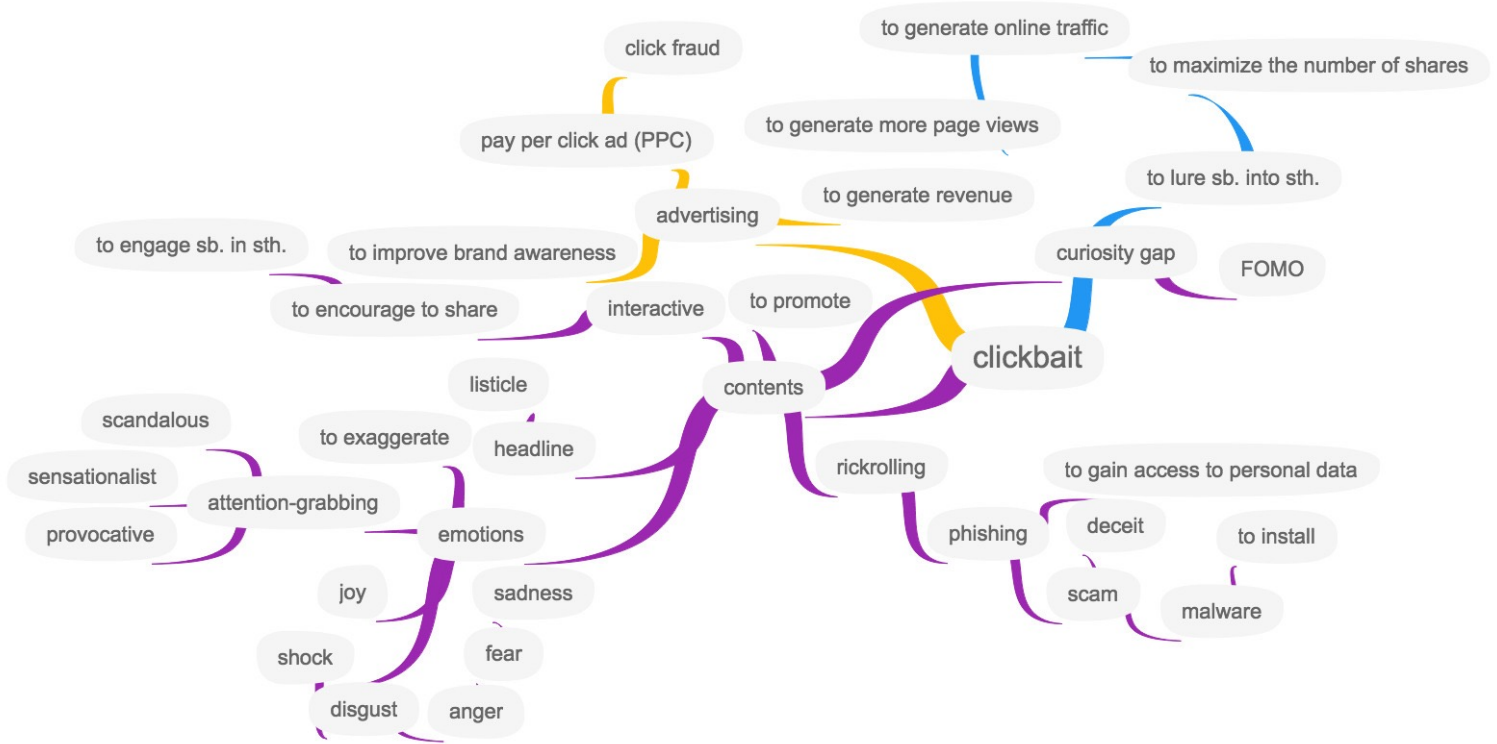 to generate online traffic
click fraud
to maximize the number of shares
to generate more page views
pay per click ad (PPC)
to lure sb. into sth.
to generate revenue
advertising
to engage sb. in sth.
to improve brand awareness
curiosity gap
FOMO
to encourage to share
interactive
to promote
clickbait
listicle
contents
scandalous
to exaggerate
headline
rickrolling
to gain access to personal data
sensationalist
attention-grabbing
provocative
emotions
phishing
deceit
to install
joy
sadness
scam
malware
shock
fear
disgust
anger